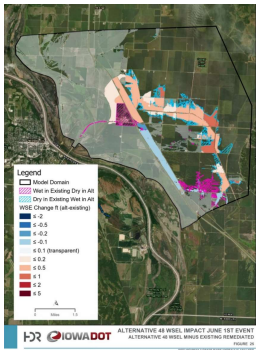 Legend
Model Domain
Wet in Existing Dry in Alt
Dry in Existing Wet in Alt
WSE Change ft (alt-existing)
≤ -2
≤ -0.5
≤ -0.2
≤ -0.1
≤ 0.1 (transparent)
≤ 0.2
≤ 0.5
≤ 1
≤ 2
≤ 5
Miles
HDR
IOWADOT
ALTERNATIVE 48 WSEL IMPACT JUNE 1ST EVENT
ALTERNATIVE 48 WSEL MINUS EXISTING REMEDIATED